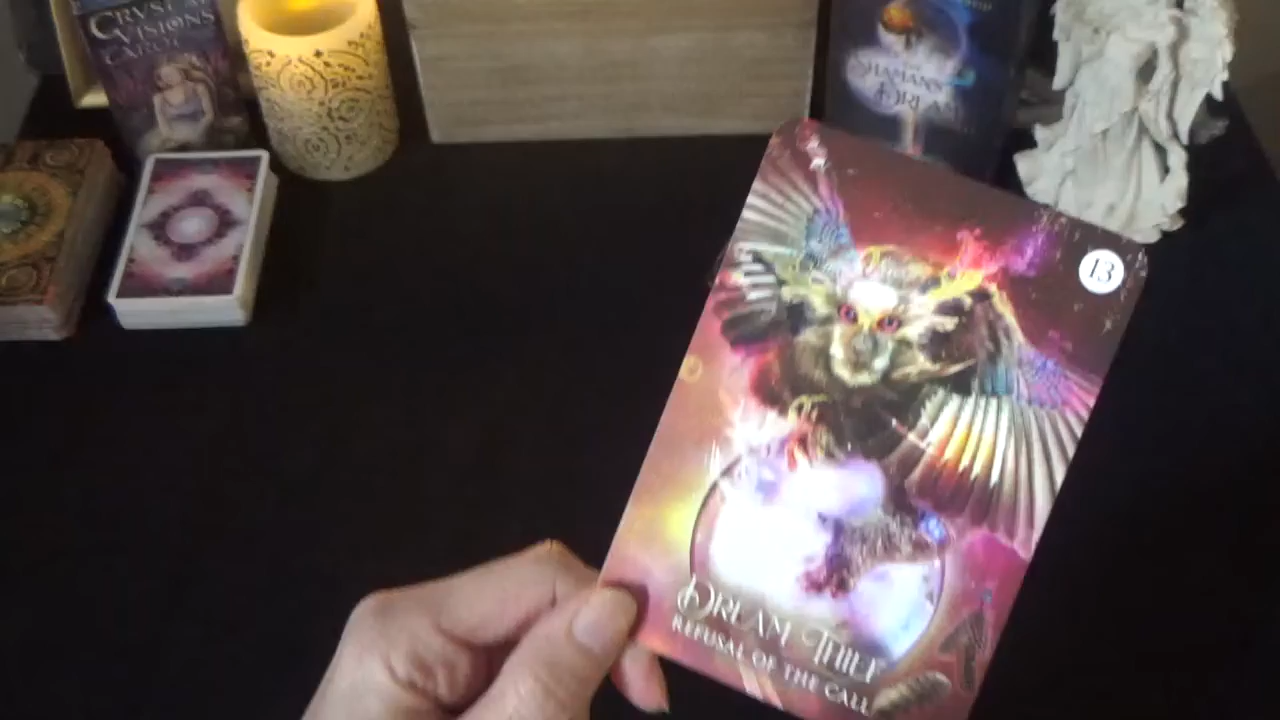 CRYSTAL
VISIONS
TAROT
SHAMAN'S
DREAM
13
DREAM THIEF
REFUSAL OF THE CALL